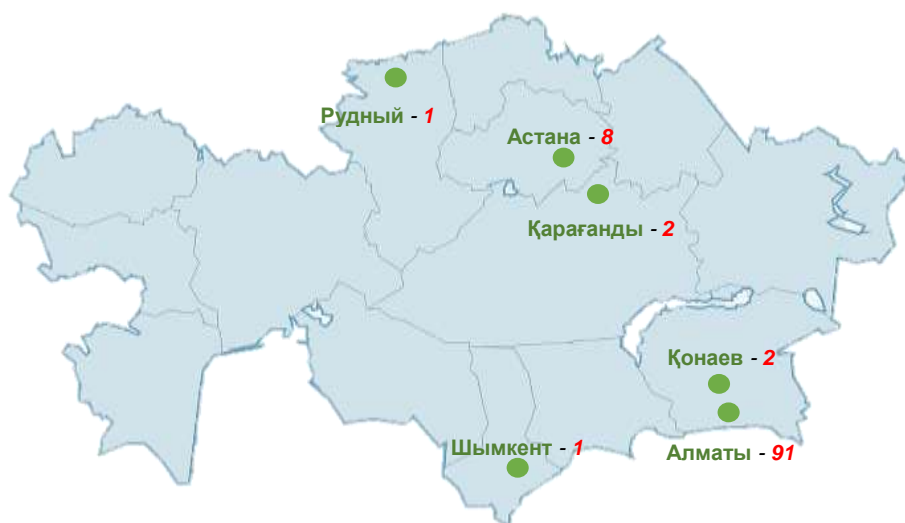 Рудный - 1
Астана - 8
Қарағанды - 2
Қонаев - 2
Шымкент - 1
Алматы - 91